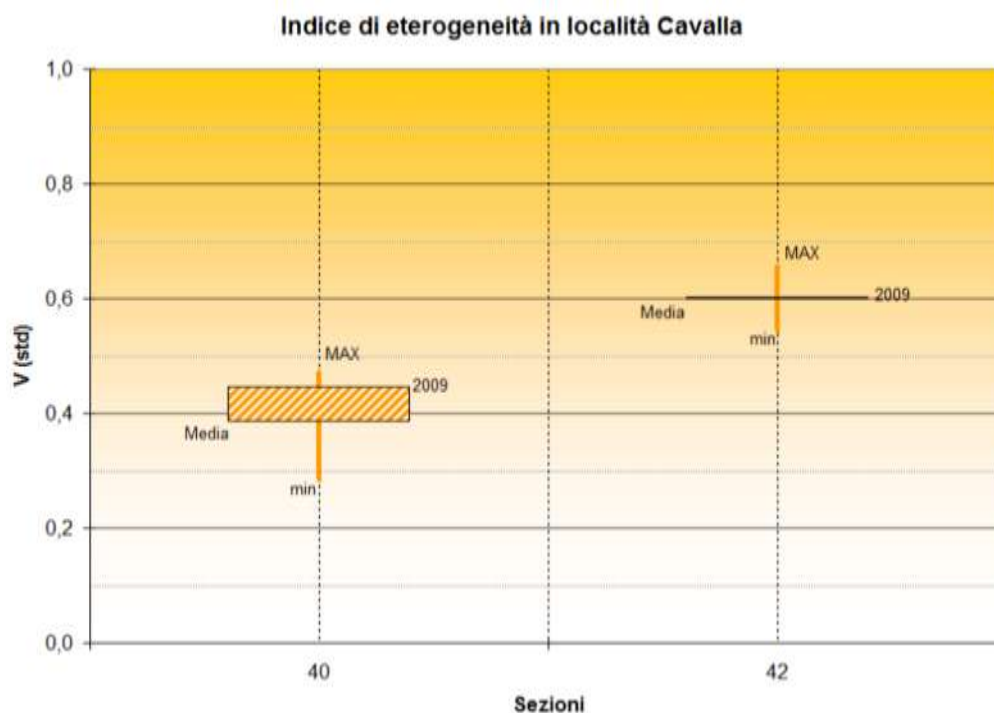 Indice di eterogeneità in località Cavalla
1,0
0,8
MAX
0,6
2009
Media
min
MAX
2009
0,4
Media
min
0,2
0,0
V (std)
40
42
Sezioni